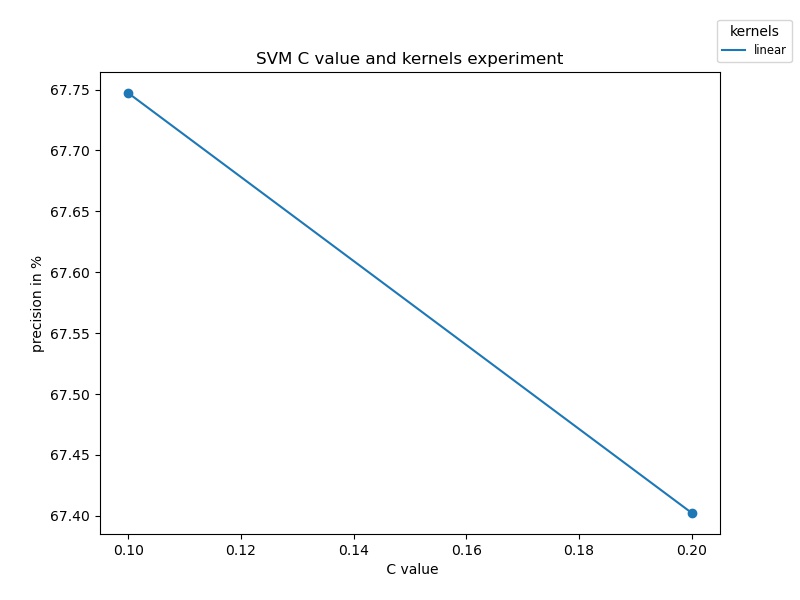 kernels
linear
SVM C value and kernels experiment
precision in %
67.75
67.70
67.65
67.60
67.55
67.50
67.45
67.40
0.10 0.12 0.14 0.16 0.18 0.20
C value